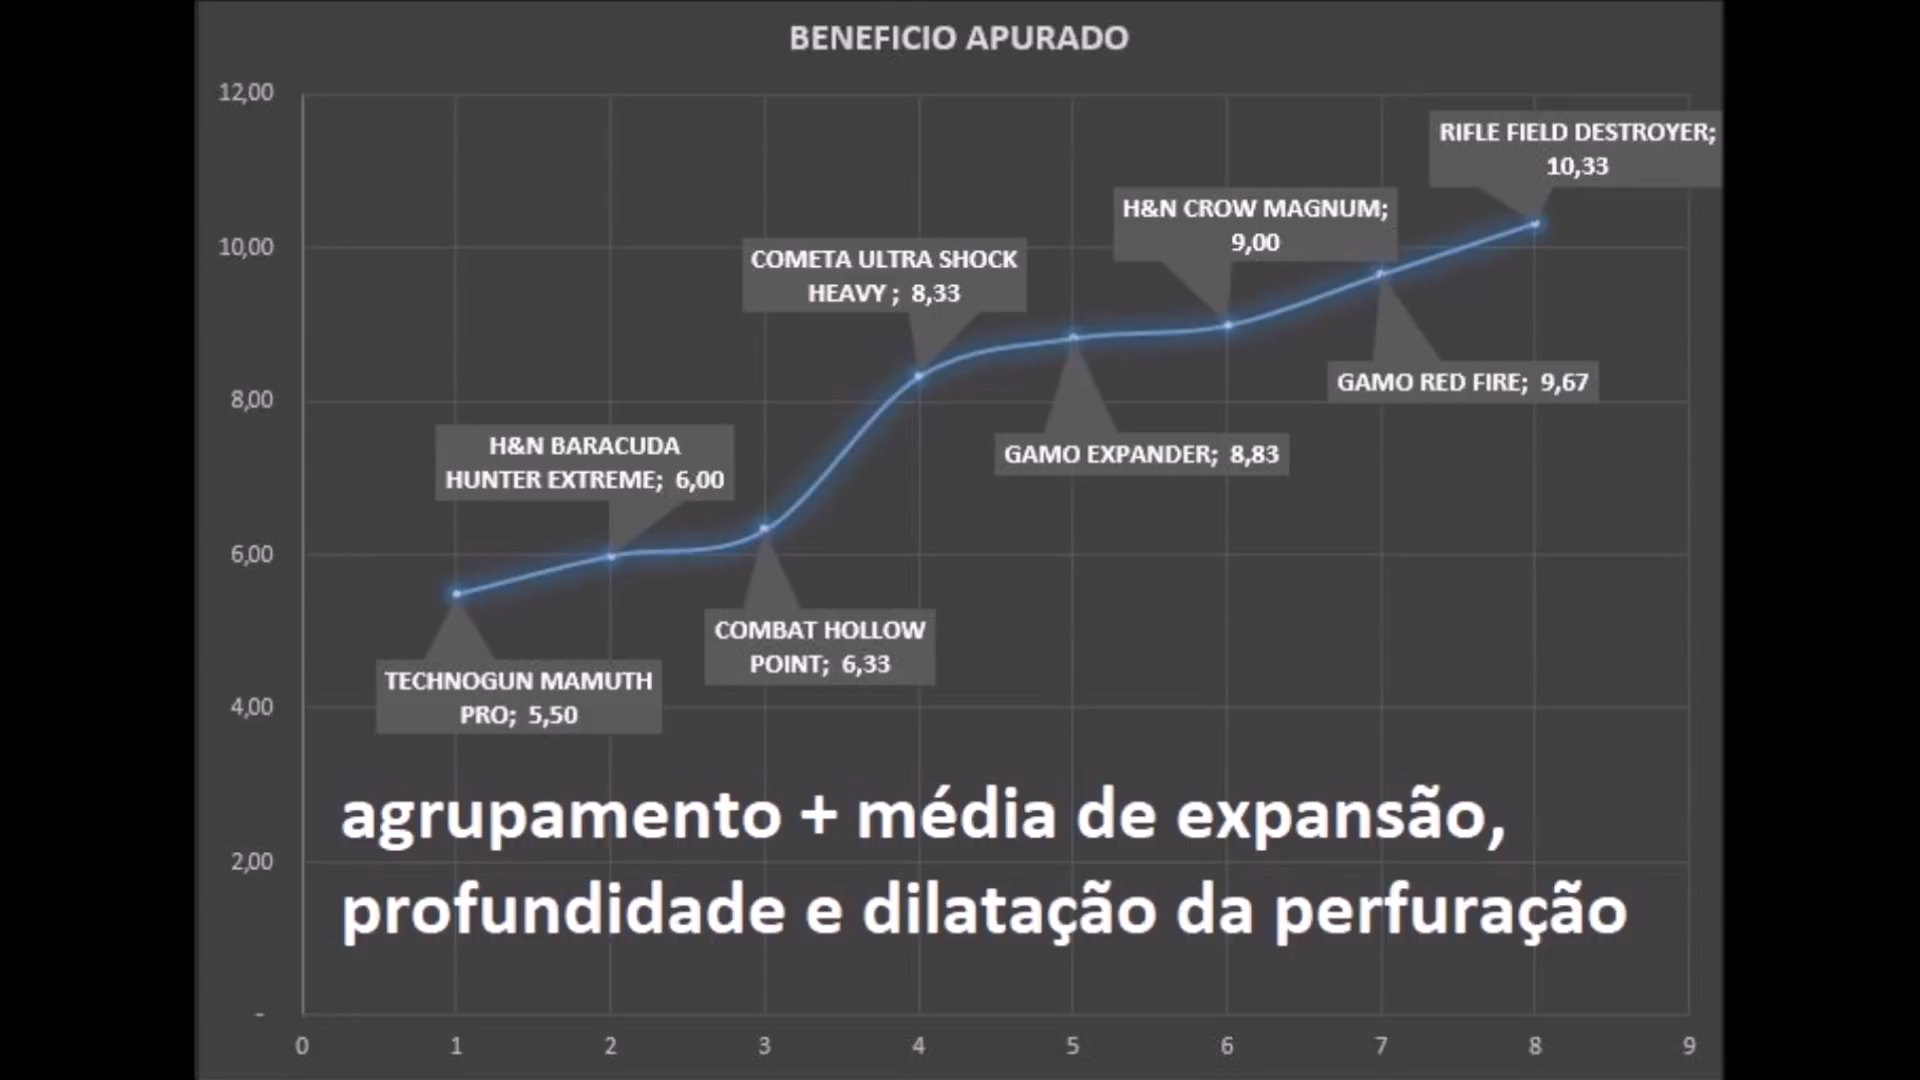 BENEFICIO APURADO
12,00
10,00
8,00
6,00
4,00
2,00
-
0 1 2 3 4 5 6 7 8 9
TECHNOGUN MAMUTH
PRO; 5,50
H&N BARACUDA
HUNTER EXTREME; 6,00
COMBAT HOLLOW
POINT; 6,33
COMETA ULTRA SHOCK
HEAVY ; 8,33
GAMO EXPANDER; 8,83
H&N CROW MAGNUM;
9,00
GAMO RED FIRE; 9,67
RIFLE FIELD DESTROYER;
10,33
agrupamento + média de expansão,
profundidade e dilatação da perfuração